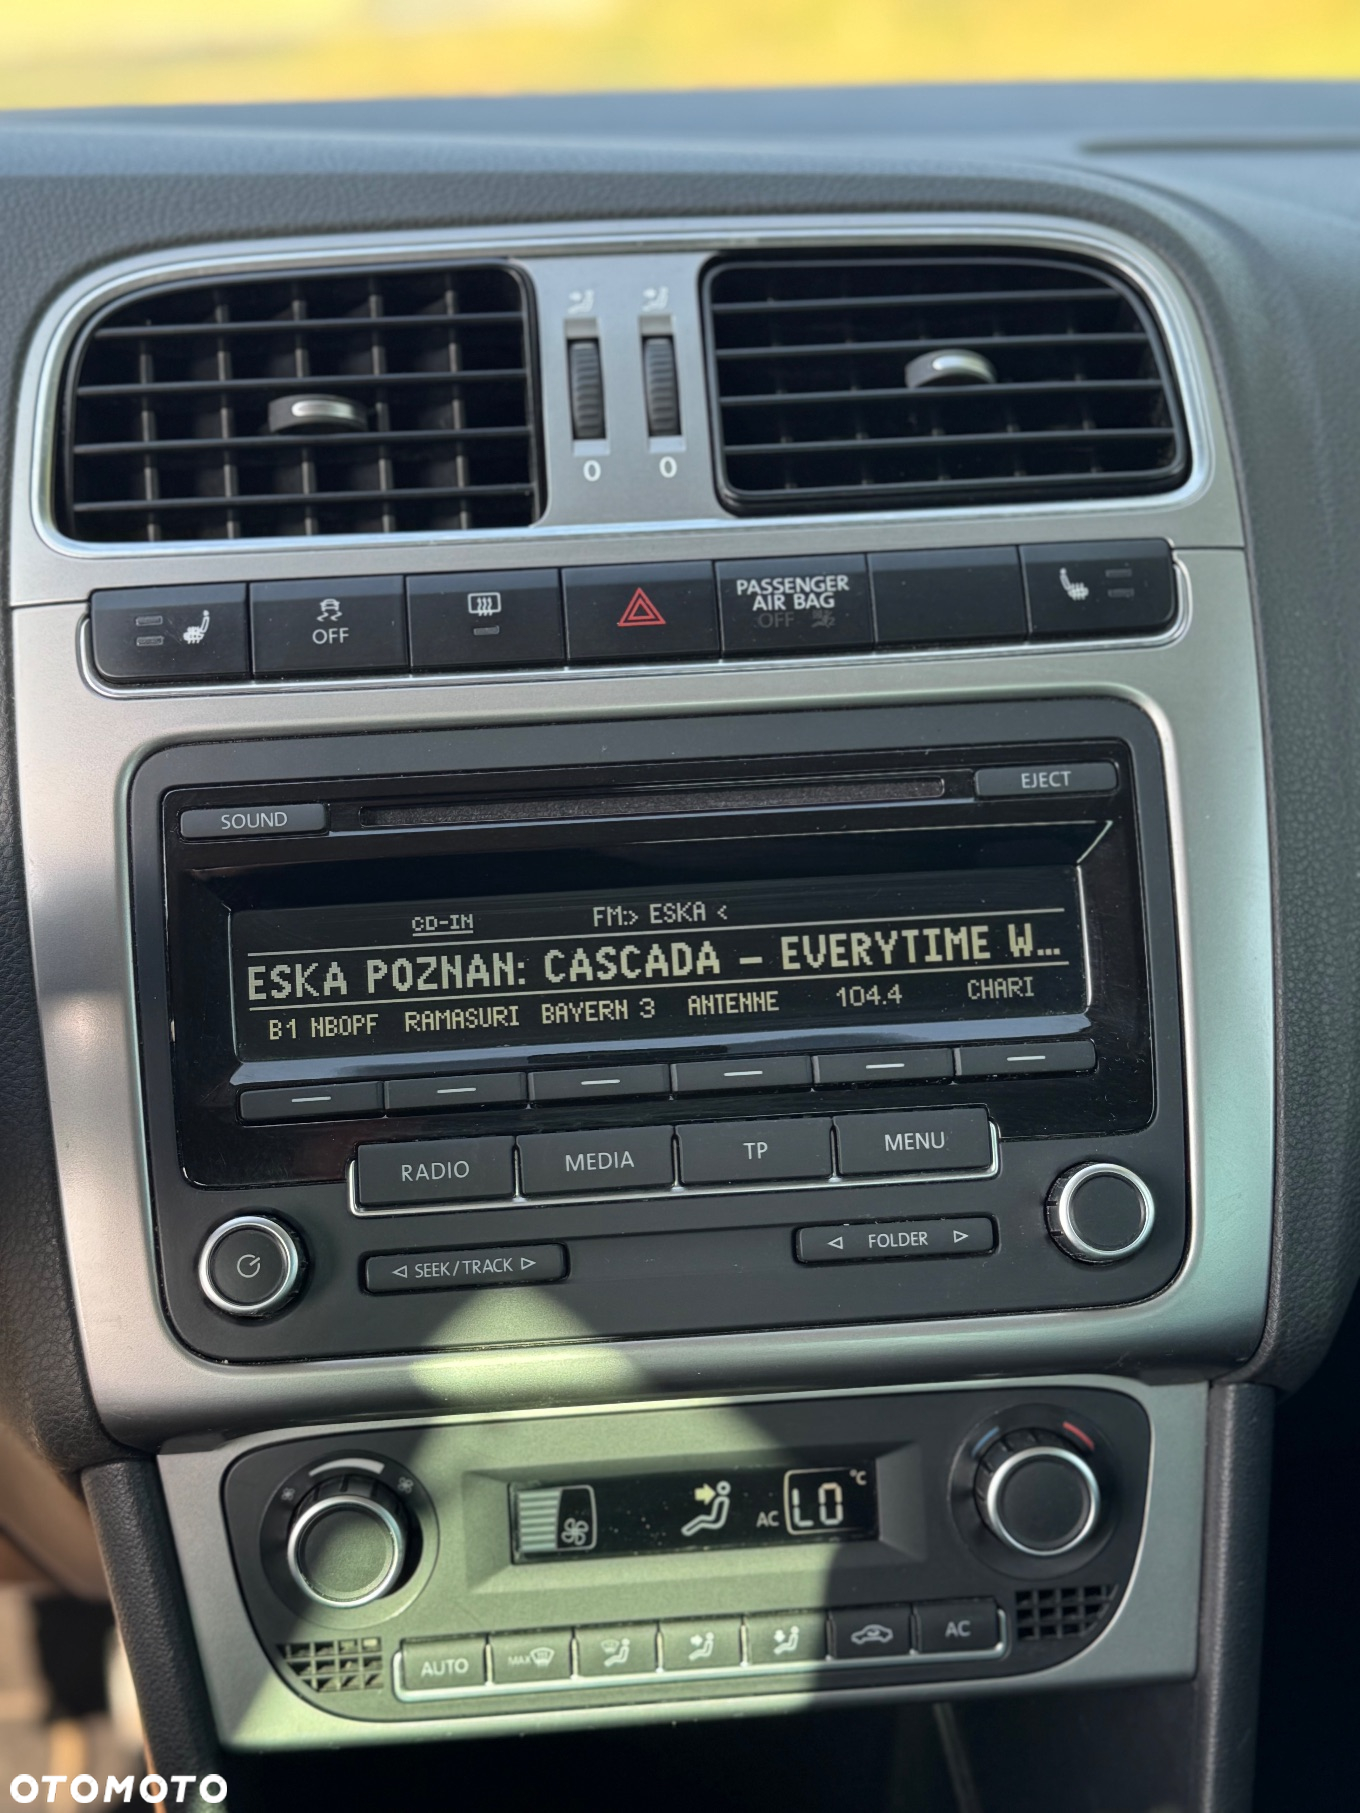 0 0
OFF
PASSENGER
AIR BAG
OFF
SOUND
EJECT
CD-IN FM:> ESKA <
ESKA POZNAN: CASCADA - EVERYTIME W...
B1 NBOPF RAMASURI BAYERN 3 ANTENNE 104.4 CHARI
RADIO MEDIA TP MENU
◁ SEEK/TRACK ▷
◁ FOLDER ▷
AC LO °C
AUTO MAX AC
OTOMOTO